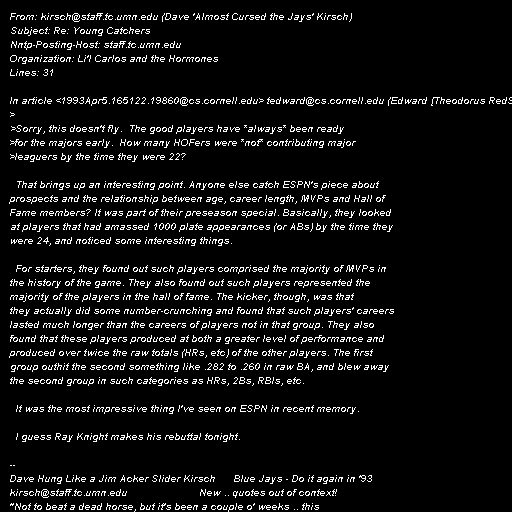 From: kirsch@staff.tc.umn.edu (Dave 'Almost Cursed the Jays' Kirsch)
Subject: Re: Young Catchers
Nntp-Posting-Host: staff.tc.umn.edu
Organization: Li'l Carlos and the Hormones
Lines: 31

In article <1993Apr5.165122.19860@cs.cornell.edu> tedward@cs.cornell.edu (Edward [Theodorus RedS
>
>Sorry, this doesn't fly.  The good players have *always* been ready
>for the majors early.  How many HOFers were *not* contributing major
>leaguers by the time they were 22?

  That brings up an interesting point. Anyone else catch ESPN's piece about
prospects and the relationship between age, career length, MVPs and Hall of
Fame members? It was part of their preseason special. Basically, they looked
at players that had amassed 1000 plate appearances (or ABs) by the time they
were 24, and noticed some interesting things.

  For starters, they found out such players comprised the majority of MVPs in
the history of the game. They also found out such players represented the
majority of the players in the hall of fame. The kicker, though, was that
they actually did some number-crunching and found that such players' careers
lasted much longer than the careers of players not in that group. They also
found that these players produced at both a greater level of performance and
produced over twice the raw totals (HRs, etc) of the other players. The first
group outhit the second something like .282 to .260 in raw BA, and blew away
the second group in such categories as HRs, 2Bs, RBIs, etc.

  It was the most impressive thing I've seen on ESPN in recent memory.

  I guess Ray Knight makes his rebuttal tonight.

--
Dave Hung Like a Jim Acker Slider Kirsch      Blue Jays - Do it again in '93
kirsch@staff.tc.umn.edu                         New .. quotes out of context!
"Not to beat a dead horse, but it's been a couple o' weeks .. this